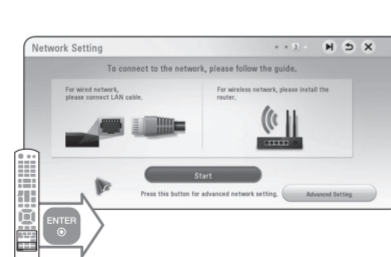 Network Setting
To connect to the network, please follow the guide.
For wired network,
please connect LAN cable.
For wireless network, please install the
router.
Start
Press this button for advanced network setting.
Advanced Setting
ENTER